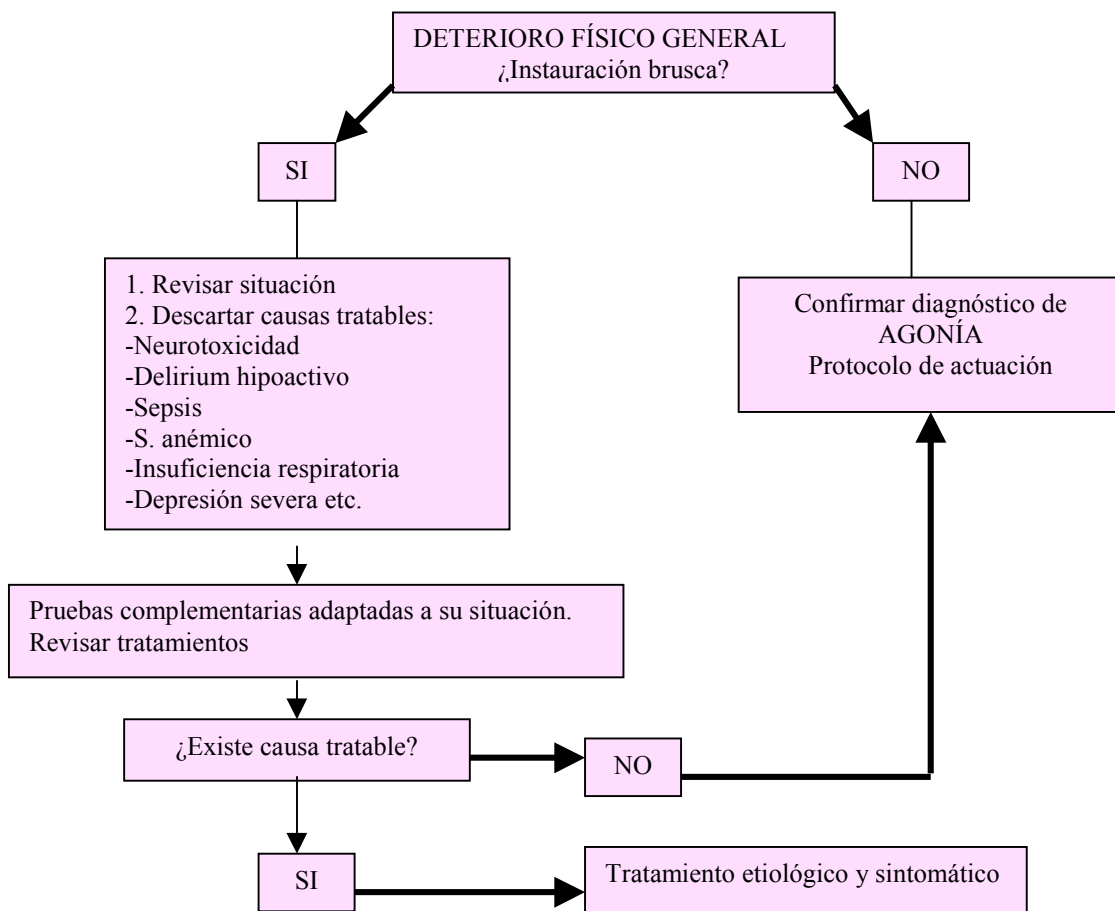 DETERIORO FÍSICO GENERAL
¿Instauración brusca?
SI
NO
1. Revisar situación
2. Descartar causas tratables:
-Neurotoxicidad
-Delirium hipoactivo
-Sepsis
-S. anémico
-Insuficiencia respiratoria
-Depresión severa etc.
Confirmar diagnóstico de
AGONÍA
Protocolo de actuación
Pruebas complementarias adaptadas a su situación.
Revisar tratamientos
¿Existe causa tratable?
NO
SI
Tratamiento etiológico y sintomático